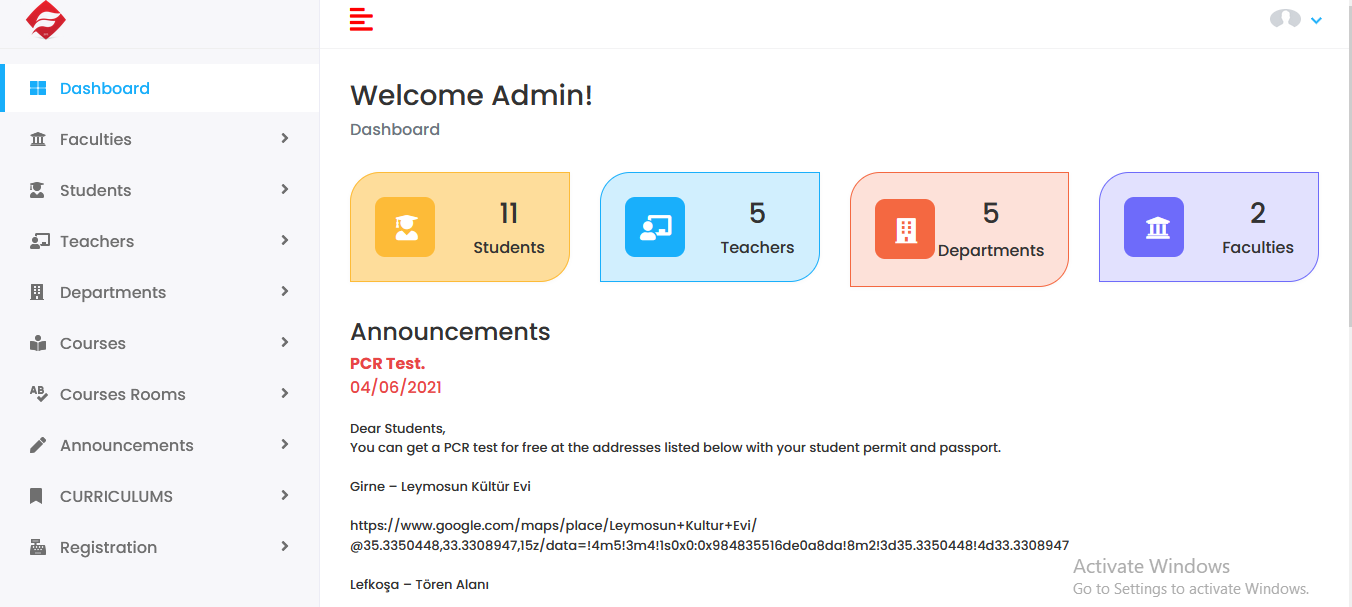 Dashboard
Faculties
Students
Teachers
Departments
Courses
Courses Rooms
Announcements
CURRICULUMS
Registration
Welcome Admin!
Dashboard
11
Students
5
Teachers
5
Departments
2
Faculties
Announcements
PCR Test.
04/06/2021
Dear Students,
You can get a PCR test for free at the addresses listed below with your student permit and passport.
Girne – Leymosun Kültür Evi
https://www.google.com/maps/place/Leymosun+Kultur+Evi/
@35.3350448,33.3308947,15z/data=!4m5!3m4!1s0x0:0x984835516de0a8da!8m2!3d35.3350448!4d33.3308947
Lefkoşa – Tören Alanı
Activate Windows
Go to Settings to activate Windows.